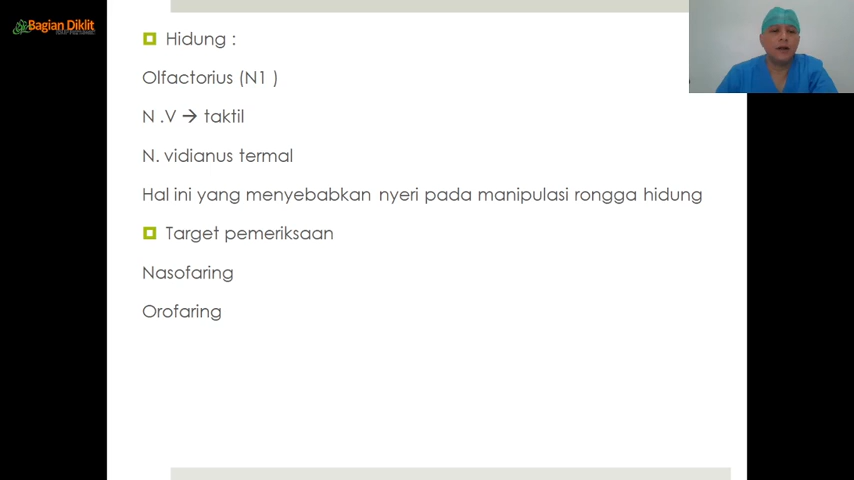 Bagian Diklit
Hidung :
Olfactorius (N1 )
N .V → taktil
N. vidianus termal
Hal ini yang menyebabkan nyeri pada manipulasi rongga hidung
Target pemeriksaan
Nasofaring
Orofaring